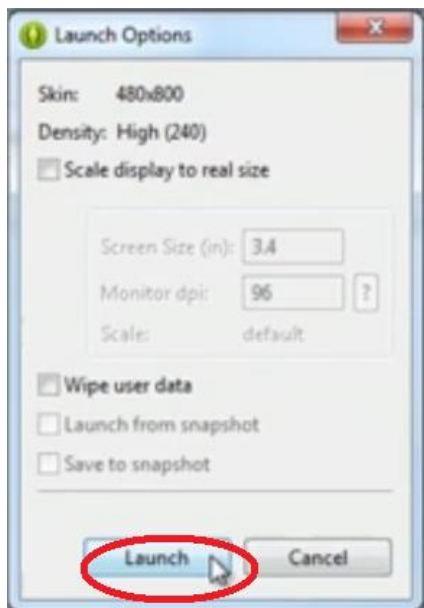 Launch Options
Skin: 480x800
Density: High (240)
Scale display to real size
Screen Size (in): 3.4
Monitor dpi: 96 ?
Scale: default
Wipe user data
Launch from snapshot
Save to snapshot
Launch Cancel